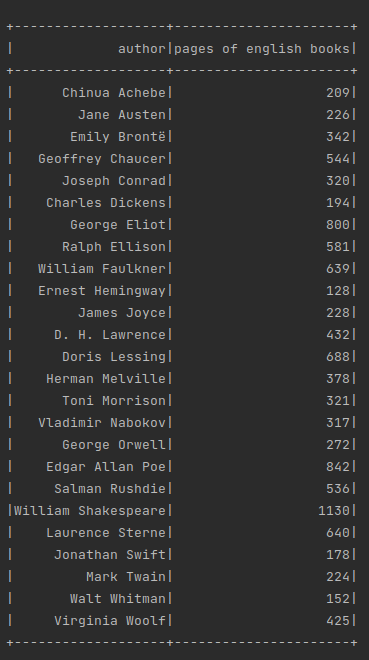 +-------------------+----------------------+
|             author|pages of english books|
+-------------------+----------------------+
|      Chinua Achebe|                   209|
|        Jane Austen|                   226|
|       Emily Brontë|                   342|
|   Geoffrey Chaucer|                   544|
|      Joseph Conrad|                   320|
|    Charles Dickens|                   194|
|       George Eliot|                   800|
|      Ralph Ellison|                   581|
|   William Faulkner|                   639|
|   Ernest Hemingway|                   128|
|        James Joyce|                   228|
|     D. H. Lawrence|                   432|
|      Doris Lessing|                   688|
|    Herman Melville|                   378|
|      Toni Morrison|                   321|
|   Vladimir Nabokov|                   317|
|      George Orwell|                   272|
|    Edgar Allan Poe|                   842|
|     Salman Rushdie|                   536|
|William Shakespeare|                  1130|
|    Laurence Sterne|                   640|
|     Jonathan Swift|                   178|
|         Mark Twain|                   224|
|       Walt Whitman|                   152|
|     Virginia Woolf|                   425|
+-------------------+----------------------+